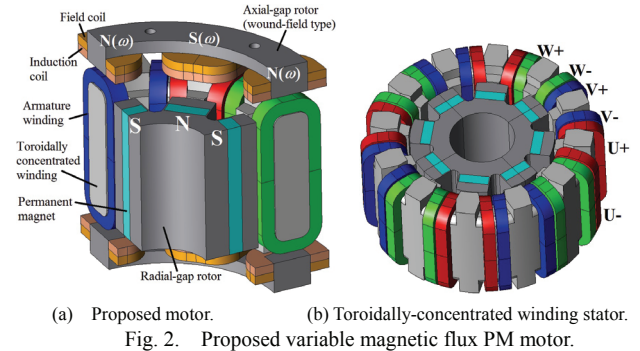 Field coil
Induction
coil
Armature
winding
Toroidally
concentrated
winding
Permanent
magnet
Axial-gap rotor
(wound-field type)
N(ω)
S(ω)
N(ω)
S
N
S
Radial-gap rotor
W+
W-
V+
V-
U+
U-
(a) Proposed motor.
(b) Toroidally-concentrated winding stator.
Fig. 2. Proposed variable magnetic flux PM motor.